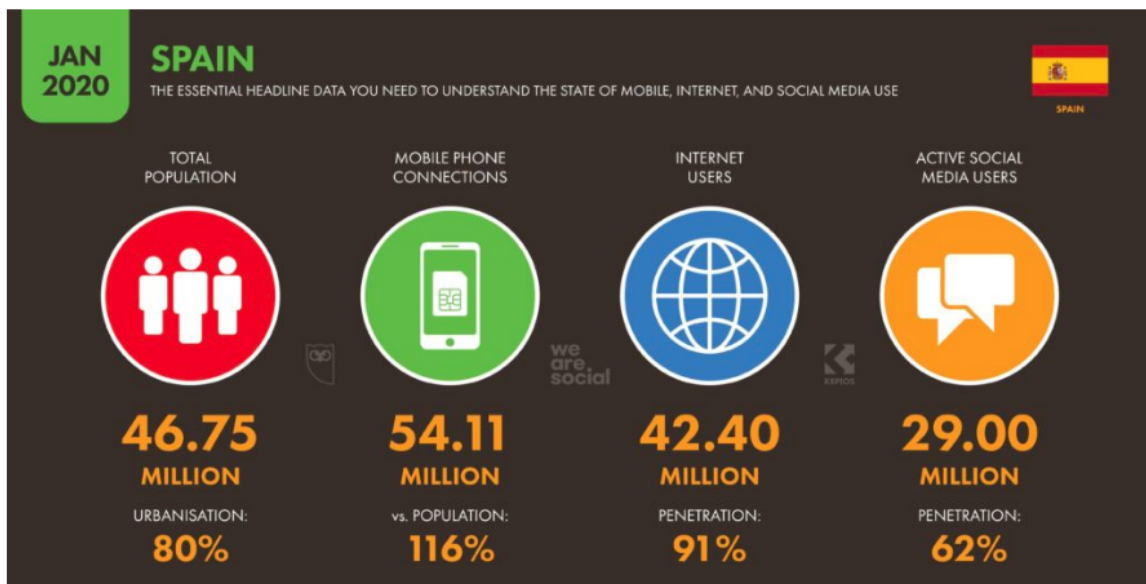 JAN
2020
SPAIN
THE ESSENTIAL HEADLINE DATA YOU NEED TO UNDERSTAND THE STATE OF MOBILE, INTERNET, AND SOCIAL MEDIA USE
SPAIN
TOTAL
POPULATION
MOBILE PHONE
CONNECTIONS
INTERNET
USERS
ACTIVE SOCIAL
MEDIA USERS
we
are.
social
KEPIOS
46.75
MILLION
URBANISATION:
80%
54.11
MILLION
vs. POPULATION:
116%
42.40
MILLION
PENETRATION:
91%
29.00
MILLION
PENETRATION:
62%